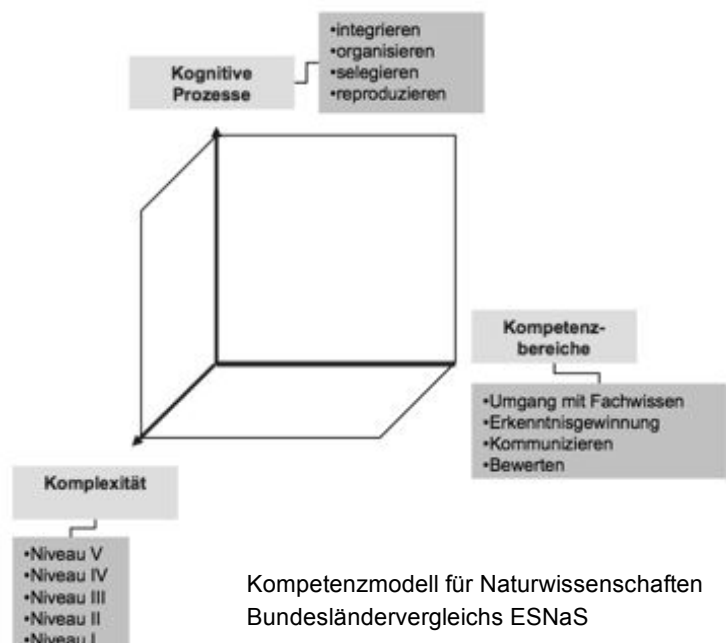 •integrieren
•organisieren
•selegieren
•reproduzieren
Kognitive
Prozesse
Kompetenz-
bereiche
•Umgang mit Fachwissen
•Erkenntnisgewinnung
•Kommunizieren
•Bewerten
Komplexität
•Niveau V
•Niveau IV
•Niveau III
•Niveau II
•Niveau I
Kompetenzmodell für Naturwissenschaften
Bundesländervergleichs ESNaS